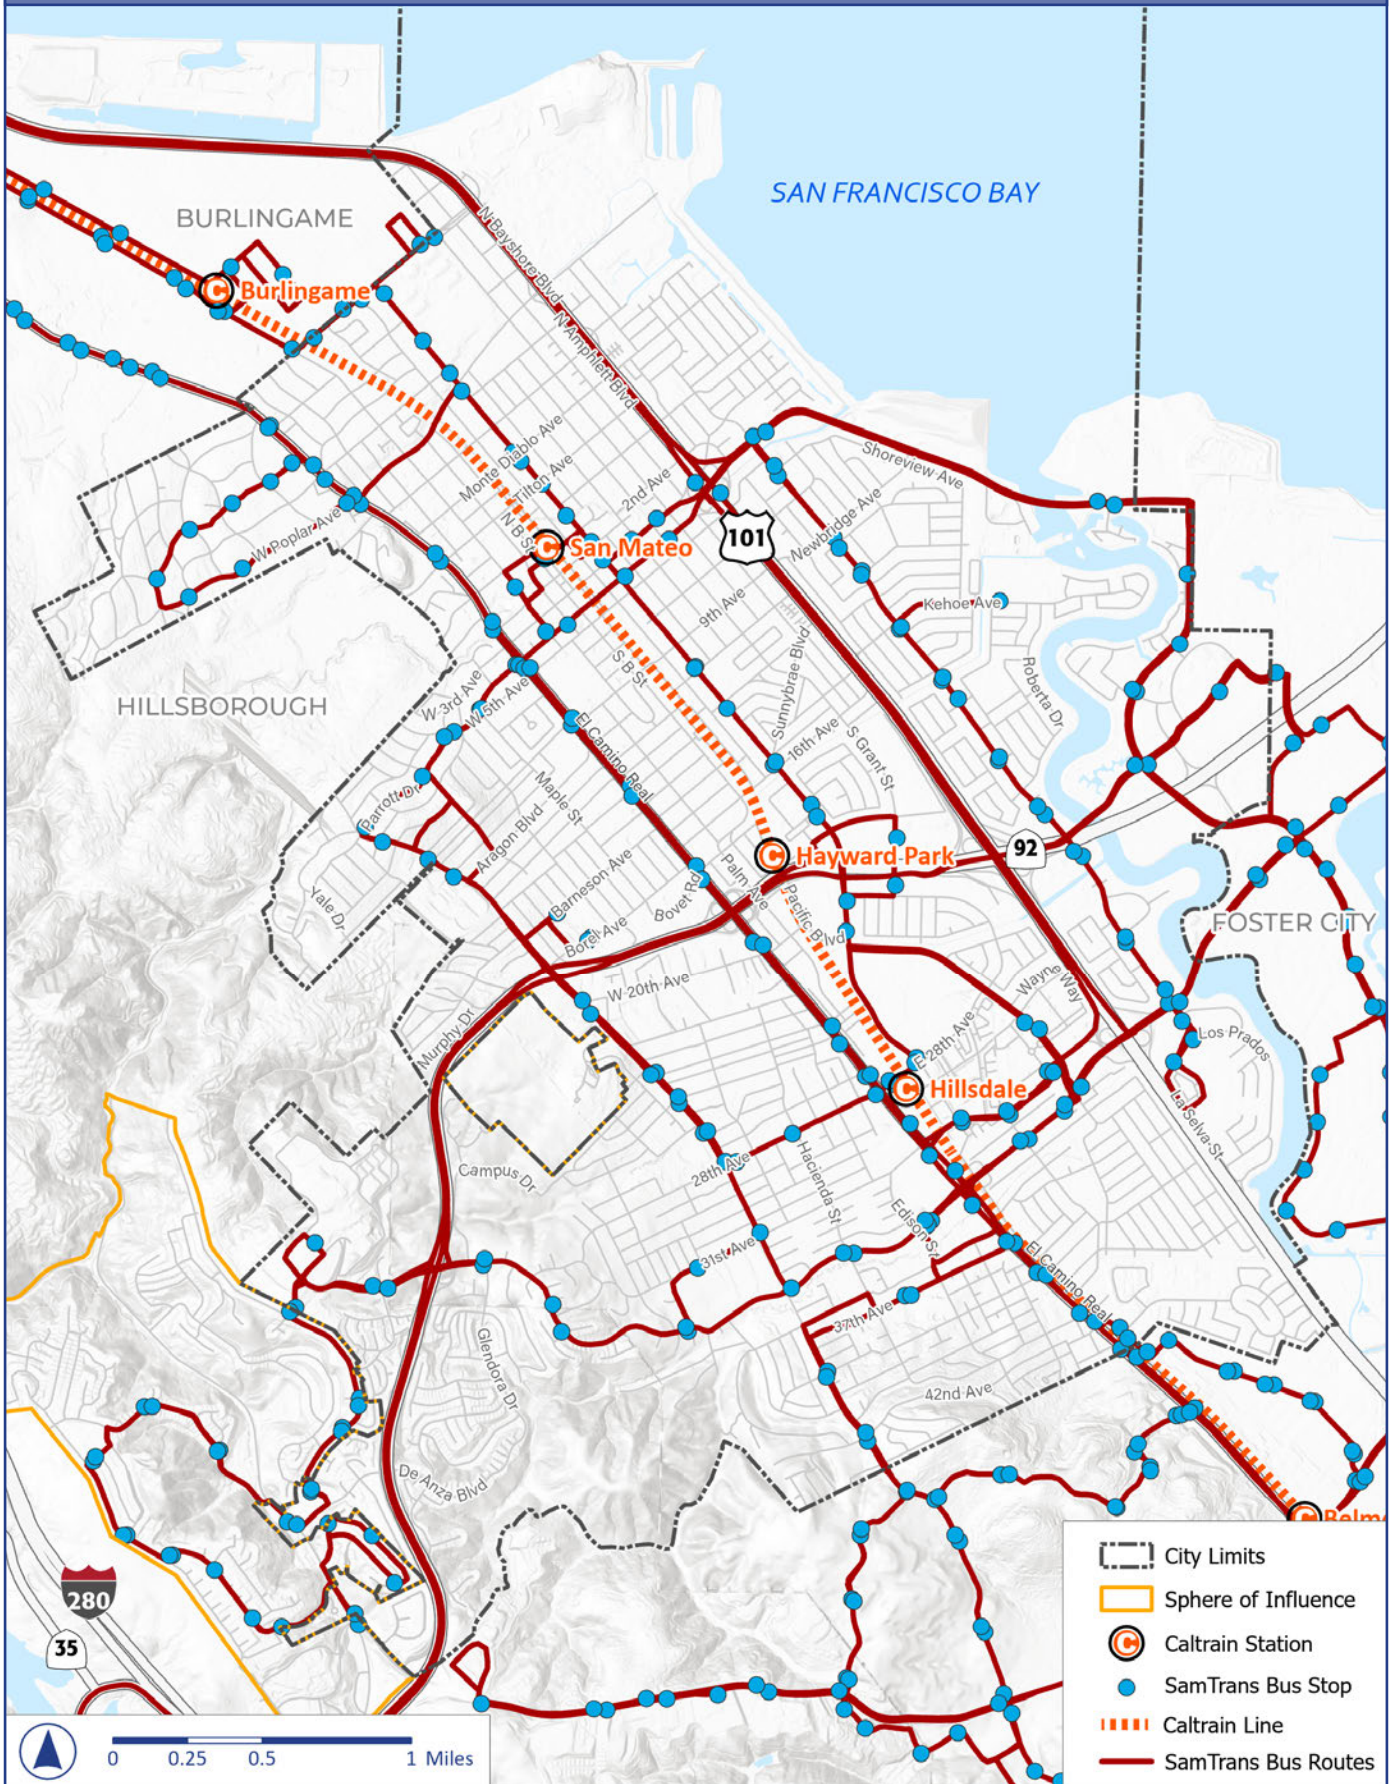 SAN FRANCISCO BAY
BURLINGAME
N Bayshore Blvd
Burlingame
N Amphlett Blvd
Monte Diablo Ave
Tilton Ave
2nd Ave
Shoreview Ave
N B St
W Poplar Ave
San Mateo
101
Newbridge Ave
Kehoe Ave
9th Ave
S B St
Sunnybrae Blvd
Roberta Dr
HILLSBOROUGH
W 3rd Ave
W 5th Ave
El Camino Real
16th Ave
S Grant St
Parrott Dr
Maple St
Aragon Blvd
Hayward Park
92
Barneson Ave
Bovet Rd
Palm Ave
Pacific Blvd
Yale Dr
Borel Ave
FOSTER CITY
W 20th Ave
Wayne Way
Murphy Dr
E 28th Ave
Los Prados
Hillsdale
La Selva St
Campus Dr
28th Ave
Hacienda St
Edison St
31st Ave
El Camino Real
37th Ave
Glendora Dr
42nd Ave
De Anza Blvd
280
35
C Belm
City Limits
Sphere of Influence
C Caltrain Station
SamTrans Bus Stop
Caltrain Line
SamTrans Bus Routes
0 0.25 0.5 1 Miles